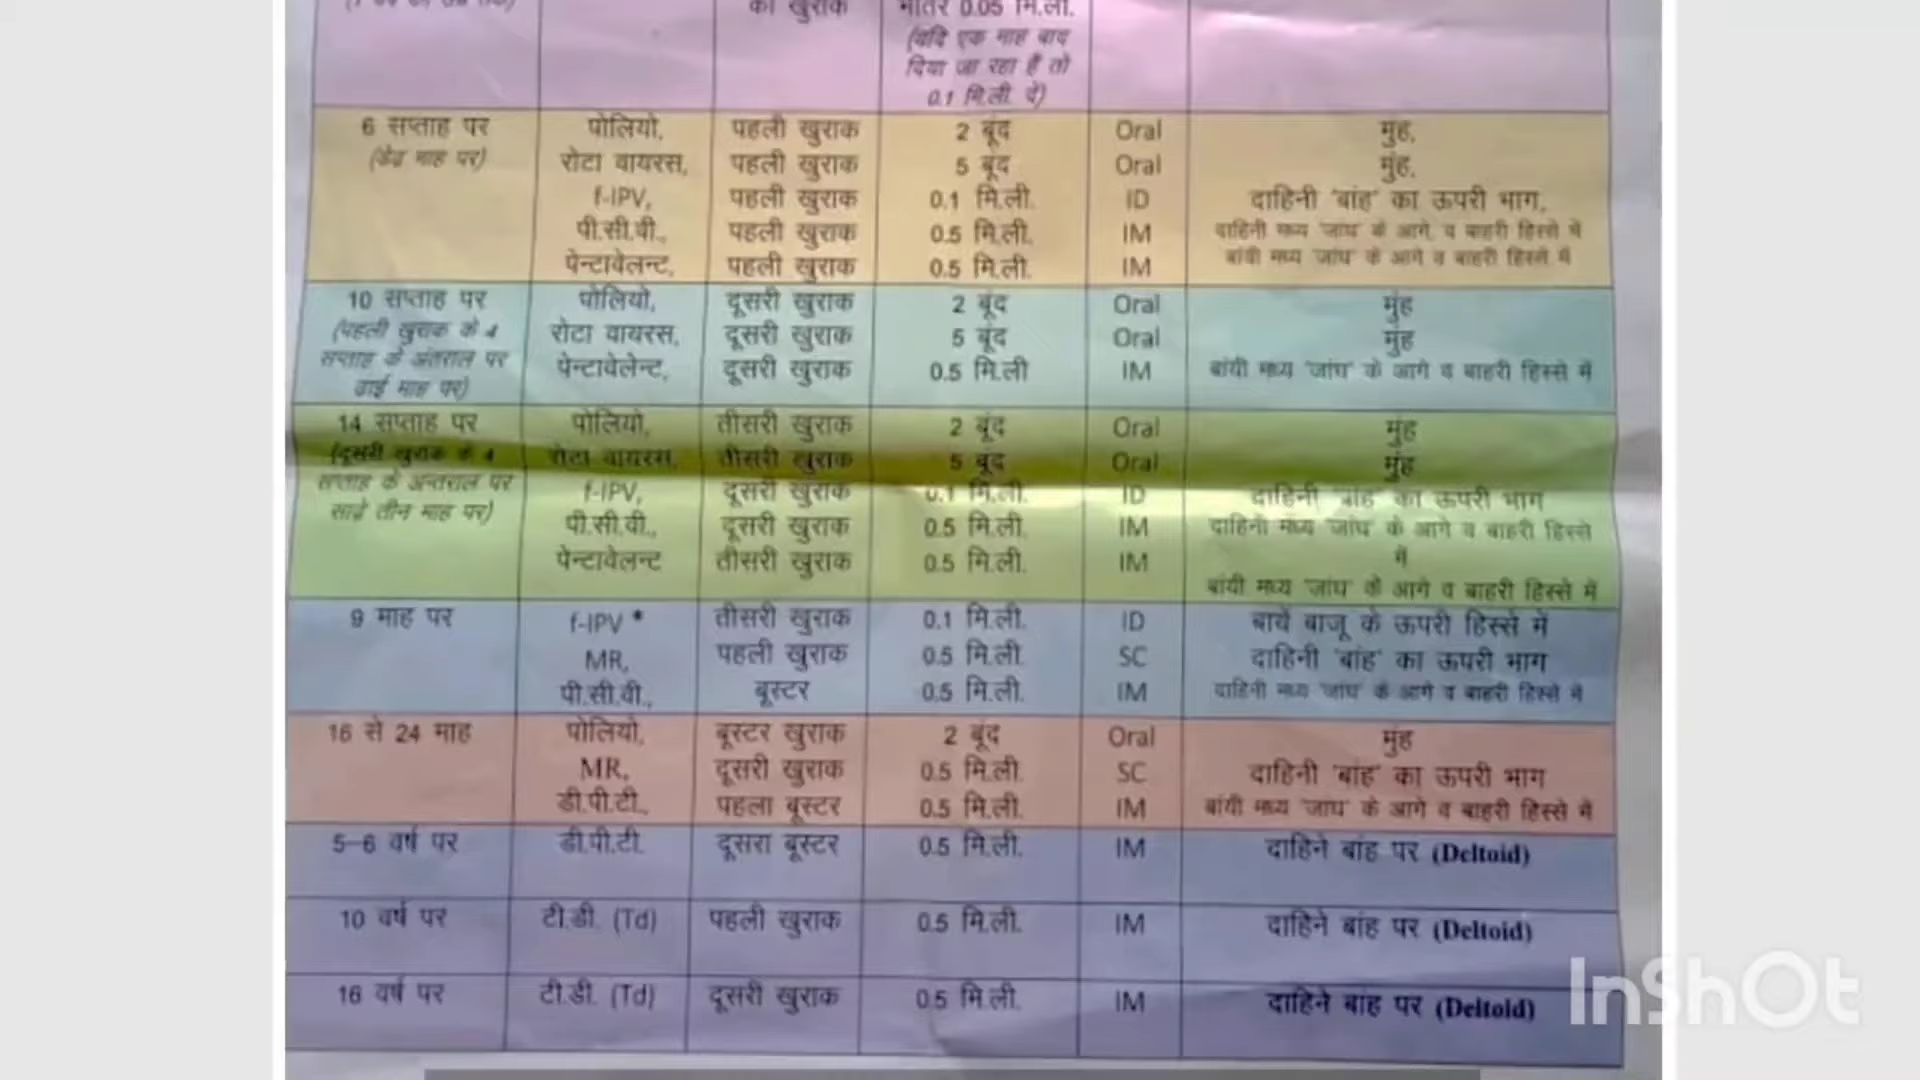 का खुराक मात्र 0.05 मि.ली.
(यदि एक माह बाद
दिया जा रहा हैं तो
0.1 मि.ली. दें)
6 सप्ताह पर पोलियो, पहली खुराक 2 बूंद Oral मुंह,
(डेढ़ माह पर) रोटा वायरस, पहली खुराक 5 बूंद Oral मुंह,
f-IPV, पहली खुराक 0.1 मि.ली. ID दाहिनी 'बांह' का ऊपरी भाग,
पी.सी.वी., पहली खुराक 0.5 मि.ली. IM दाहिनी मध्य 'जांघ' के आगे, व बाहरी हिस्से में
पेन्टावेलन्ट, पहली खुराक 0.5 मि.ली. IM बांयी मध्य 'जांघ' के आगे व बाहरी हिस्से में
10 सप्ताह पर पोलियो, दूसरी खुराक 2 बूंद Oral मुंह
(पहली खुराक के 4 रोटा वायरस, दूसरी खुराक 5 बूंद Oral मुंह
सप्ताह के अंतराल पर पेन्टावेलेन्ट, दूसरी खुराक 0.5 मि.ली IM बांयी मध्य 'जांघ' के आगे व बाहरी हिस्से में
ढाई माह पर)
14 सप्ताह पर पोलियो, तीसरी खुराक 2 बूंद Oral मुंह
(दूसरी खुराक के 4 रोटा वायरस, तीसरी खुराक 5 बूंद Oral मुंह
सप्ताह के अन्तराल पर f-IPV, दूसरी खुराक 0.1 मि.ली. ID दाहिनी 'बांह' का ऊपरी भाग
साढ़े तीन माह पर) पी.सी.वी., दूसरी खुराक 0.5 मि.ली. IM दाहिनी मध्य 'जांघ' के आगे व बाहरी हिस्से
में
पेन्टावेलन्ट तीसरी खुराक 0.5 मि.ली. IM बांयी मध्य 'जांघ' के आगे व बाहरी हिस्से में
9 माह पर f-IPV * तीसरी खुराक 0.1 मि.ली. ID बायें बाजू के ऊपरी हिस्से में
MR, पहली खुराक 0.5 मि.ली. SC दाहिनी 'बांह' का ऊपरी भाग
पी.सी.वी., बूस्टर 0.5 मि.ली. IM दाहिनी मध्य 'जांघ' के आगे व बाहरी हिस्से में
16 से 24 माह पोलियो, बूस्टर खुराक 2 बूंद Oral मुंह
MR, दूसरी खुराक 0.5 मि.ली. SC दाहिनी 'बांह' का ऊपरी भाग
डी.पी.टी., पहला बूस्टर 0.5 मि.ली. IM बांयी मध्य 'जांघ' के आगे व बाहरी हिस्से में
5-6 वर्ष पर डी.पी.टी. दूसरा बूस्टर 0.5 मि.ली. IM दाहिने बांह पर (Deltoid)
10 वर्ष पर टी.डी. (Td) पहली खुराक 0.5 मि.ली. IM दाहिने बांह पर (Deltoid)
16 वर्ष पर टी.डी. (Td) दूसरी खुराक 0.5 मि.ली. IM दाहिने बांह पर (Deltoid)
InShOt